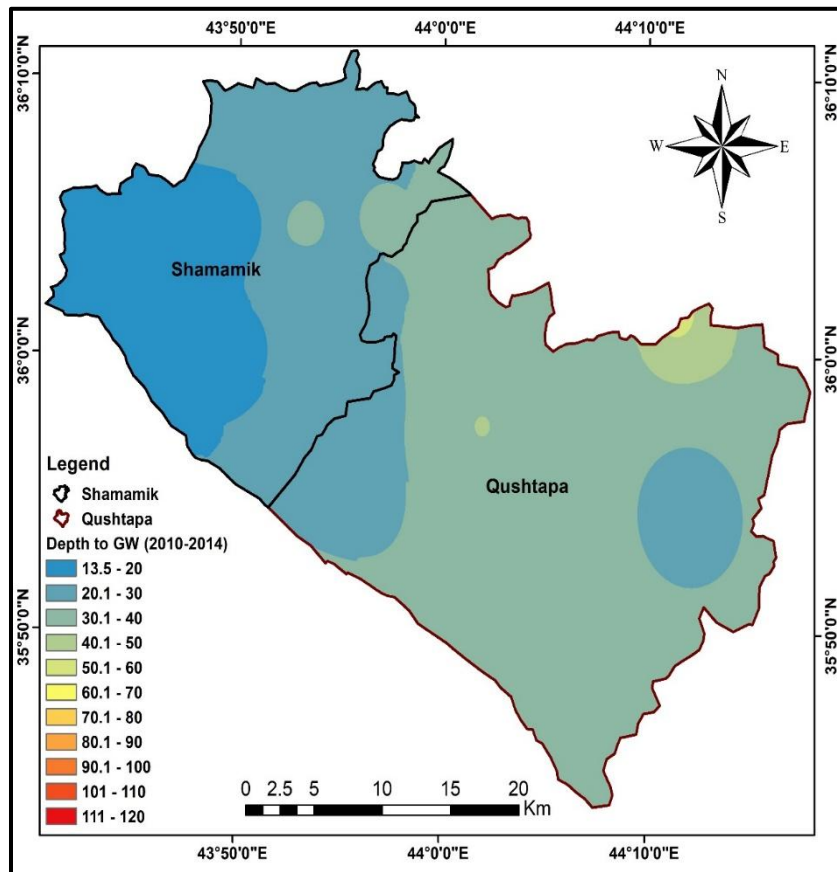 43°50'0"E 44°0'0"E 44°10'0"E
36°10'0"N 36°10'0"N
N
W E
S
Shamamik
36°0'0"N 36°0'0"N
Qushtapa
Legend
Shamamik
Qushtapa
Depth to GW (2010-2014)
13.5 - 20
20.1 - 30
30.1 - 40
40.1 - 50
50.1 - 60
60.1 - 70
70.1 - 80
80.1 - 90
90.1 - 100
101 - 110
111 - 120
35°50'0"N 35°50'0"N
0 2.5 5 10 15 20
Km
43°50'0"E 44°0'0"E 44°10'0"E